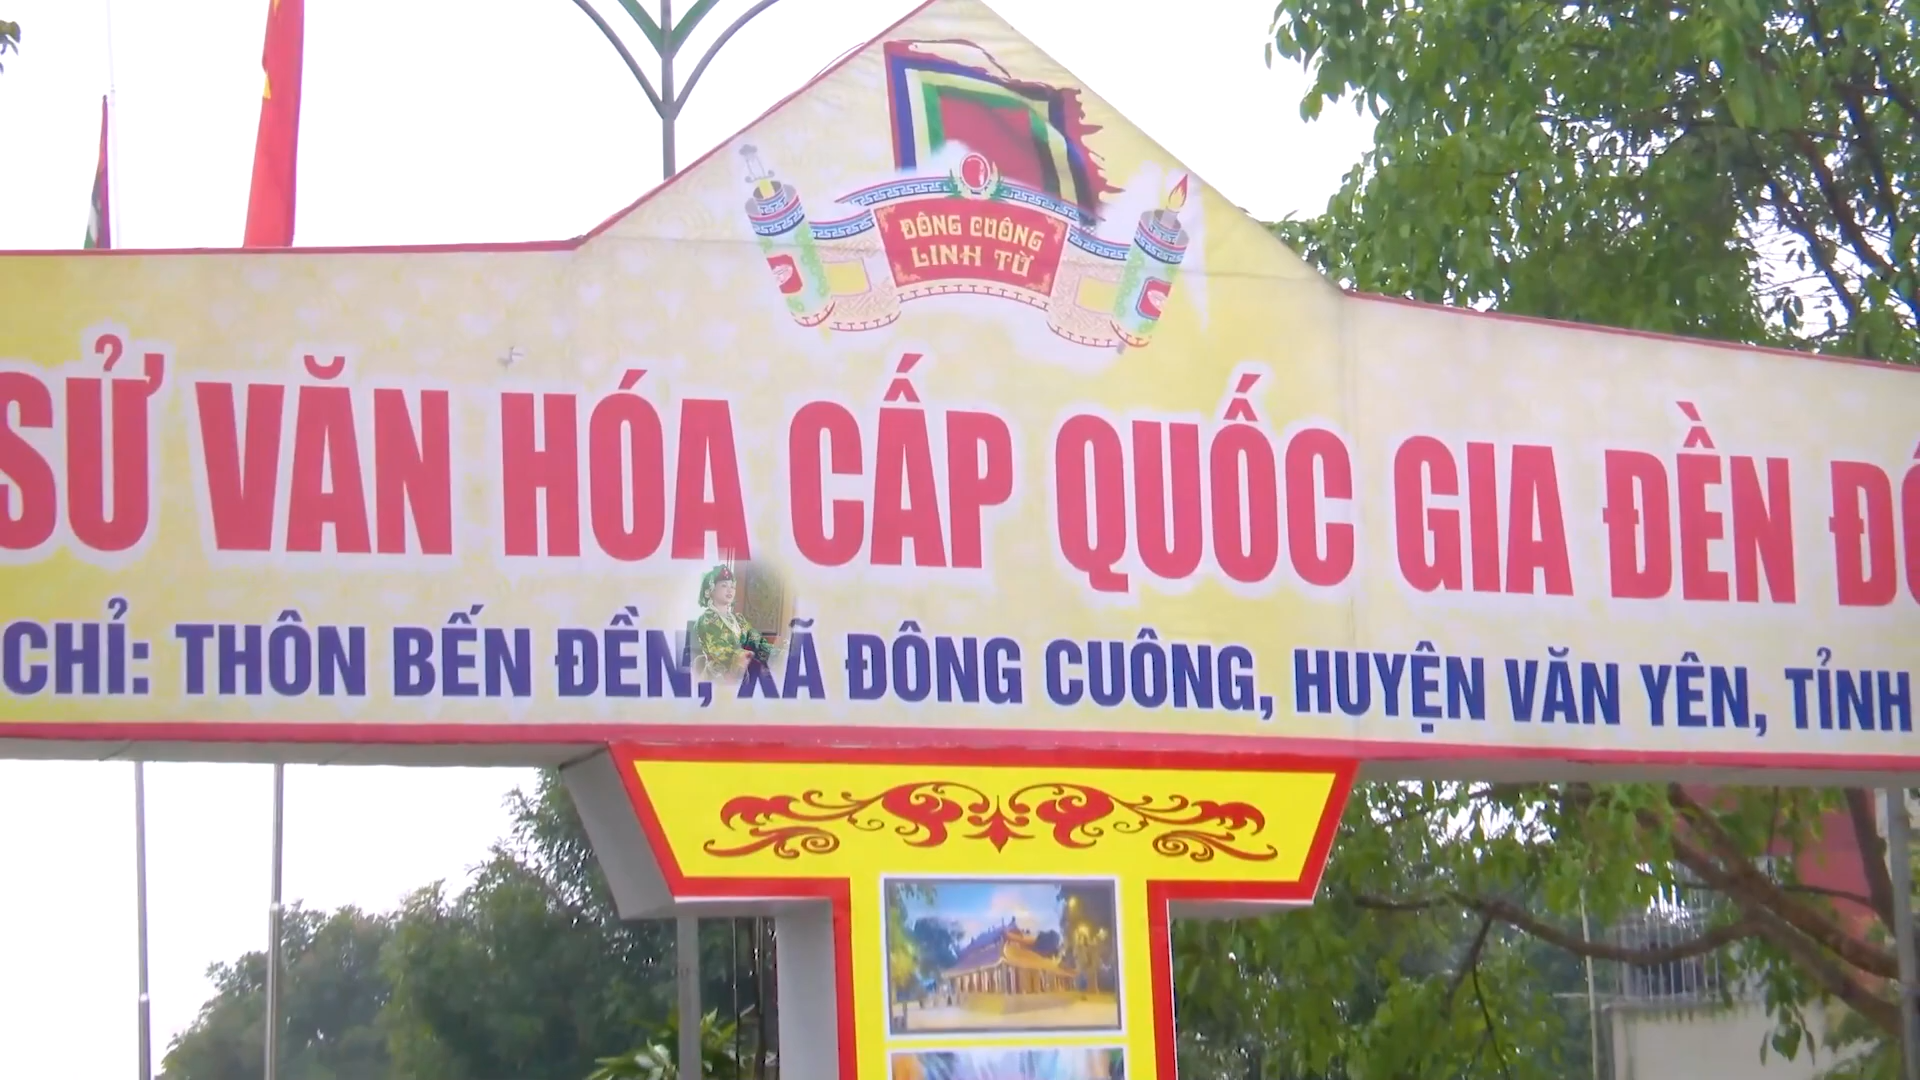 ĐÔNG CUÔNG
LINH TỪ
SỬ VĂN HÓA CẤP QUỐC GIA ĐỀN ĐÔ
CHỈ: THÔN BẾN ĐỀN, XÃ ĐÔNG CUÔNG, HUYỆN VĂN YÊN, TỈNH